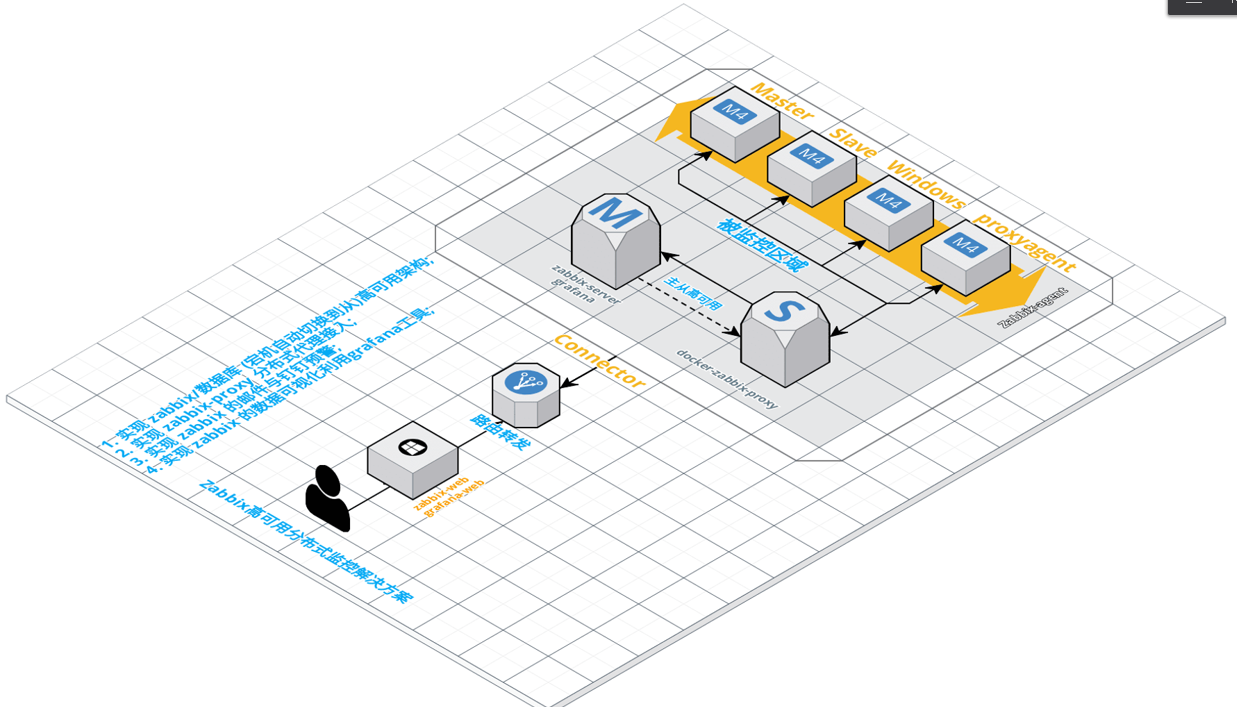 Master
M4
Slave
M4
Windows
M4
proxyagent
M4
Zabbix-agent
被监控区域
M
zabbix-server
grafana
主从高可用
S
docker-zabbix-proxy
Connector
路由转发
zabbix-web
grafana-web
1. 实现 zabbix/数据库(宕机自动切换到从)高可用架构;
2. 实现 zabbix-proxy 分布式代理接入;
3. 实现 zabbix 的邮件与钉钉预警;
4. 实现 zabbix 的数据可视化利用grafana工具;
Zabbix高可用分布式监控解决方案